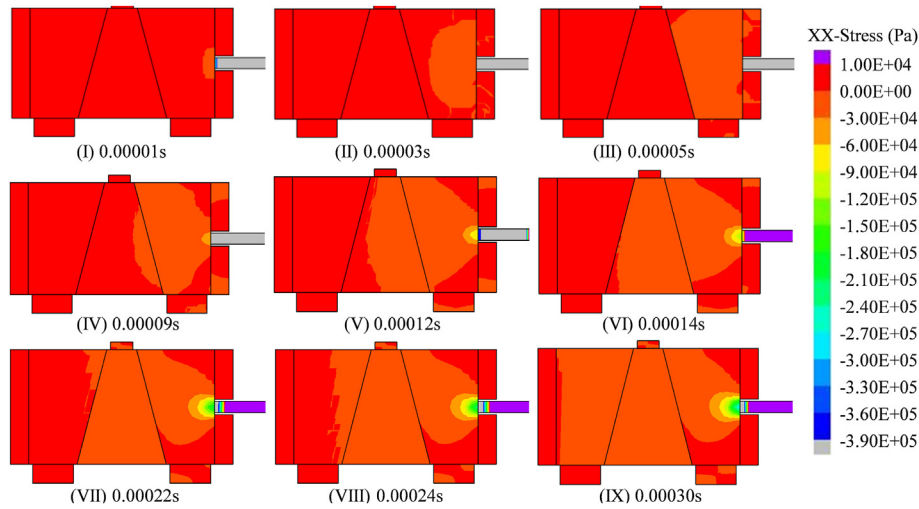 XX-Stress (Pa)
1.00E+04
0.00E+00
-3.00E+04
-6.00E+04
-9.00E+04
-1.20E+05
-1.50E+05
-1.80E+05
-2.10E+05
-2.40E+05
-2.70E+05
-3.00E+05
-3.30E+05
-3.60E+05
-3.90E+05
(I) 0.00001s
(II) 0.00003s
(III) 0.00005s
(IV) 0.00009s
(V) 0.00012s
(VI) 0.00014s
(VII) 0.00022s
(VIII) 0.00024s
(IX) 0.00030s